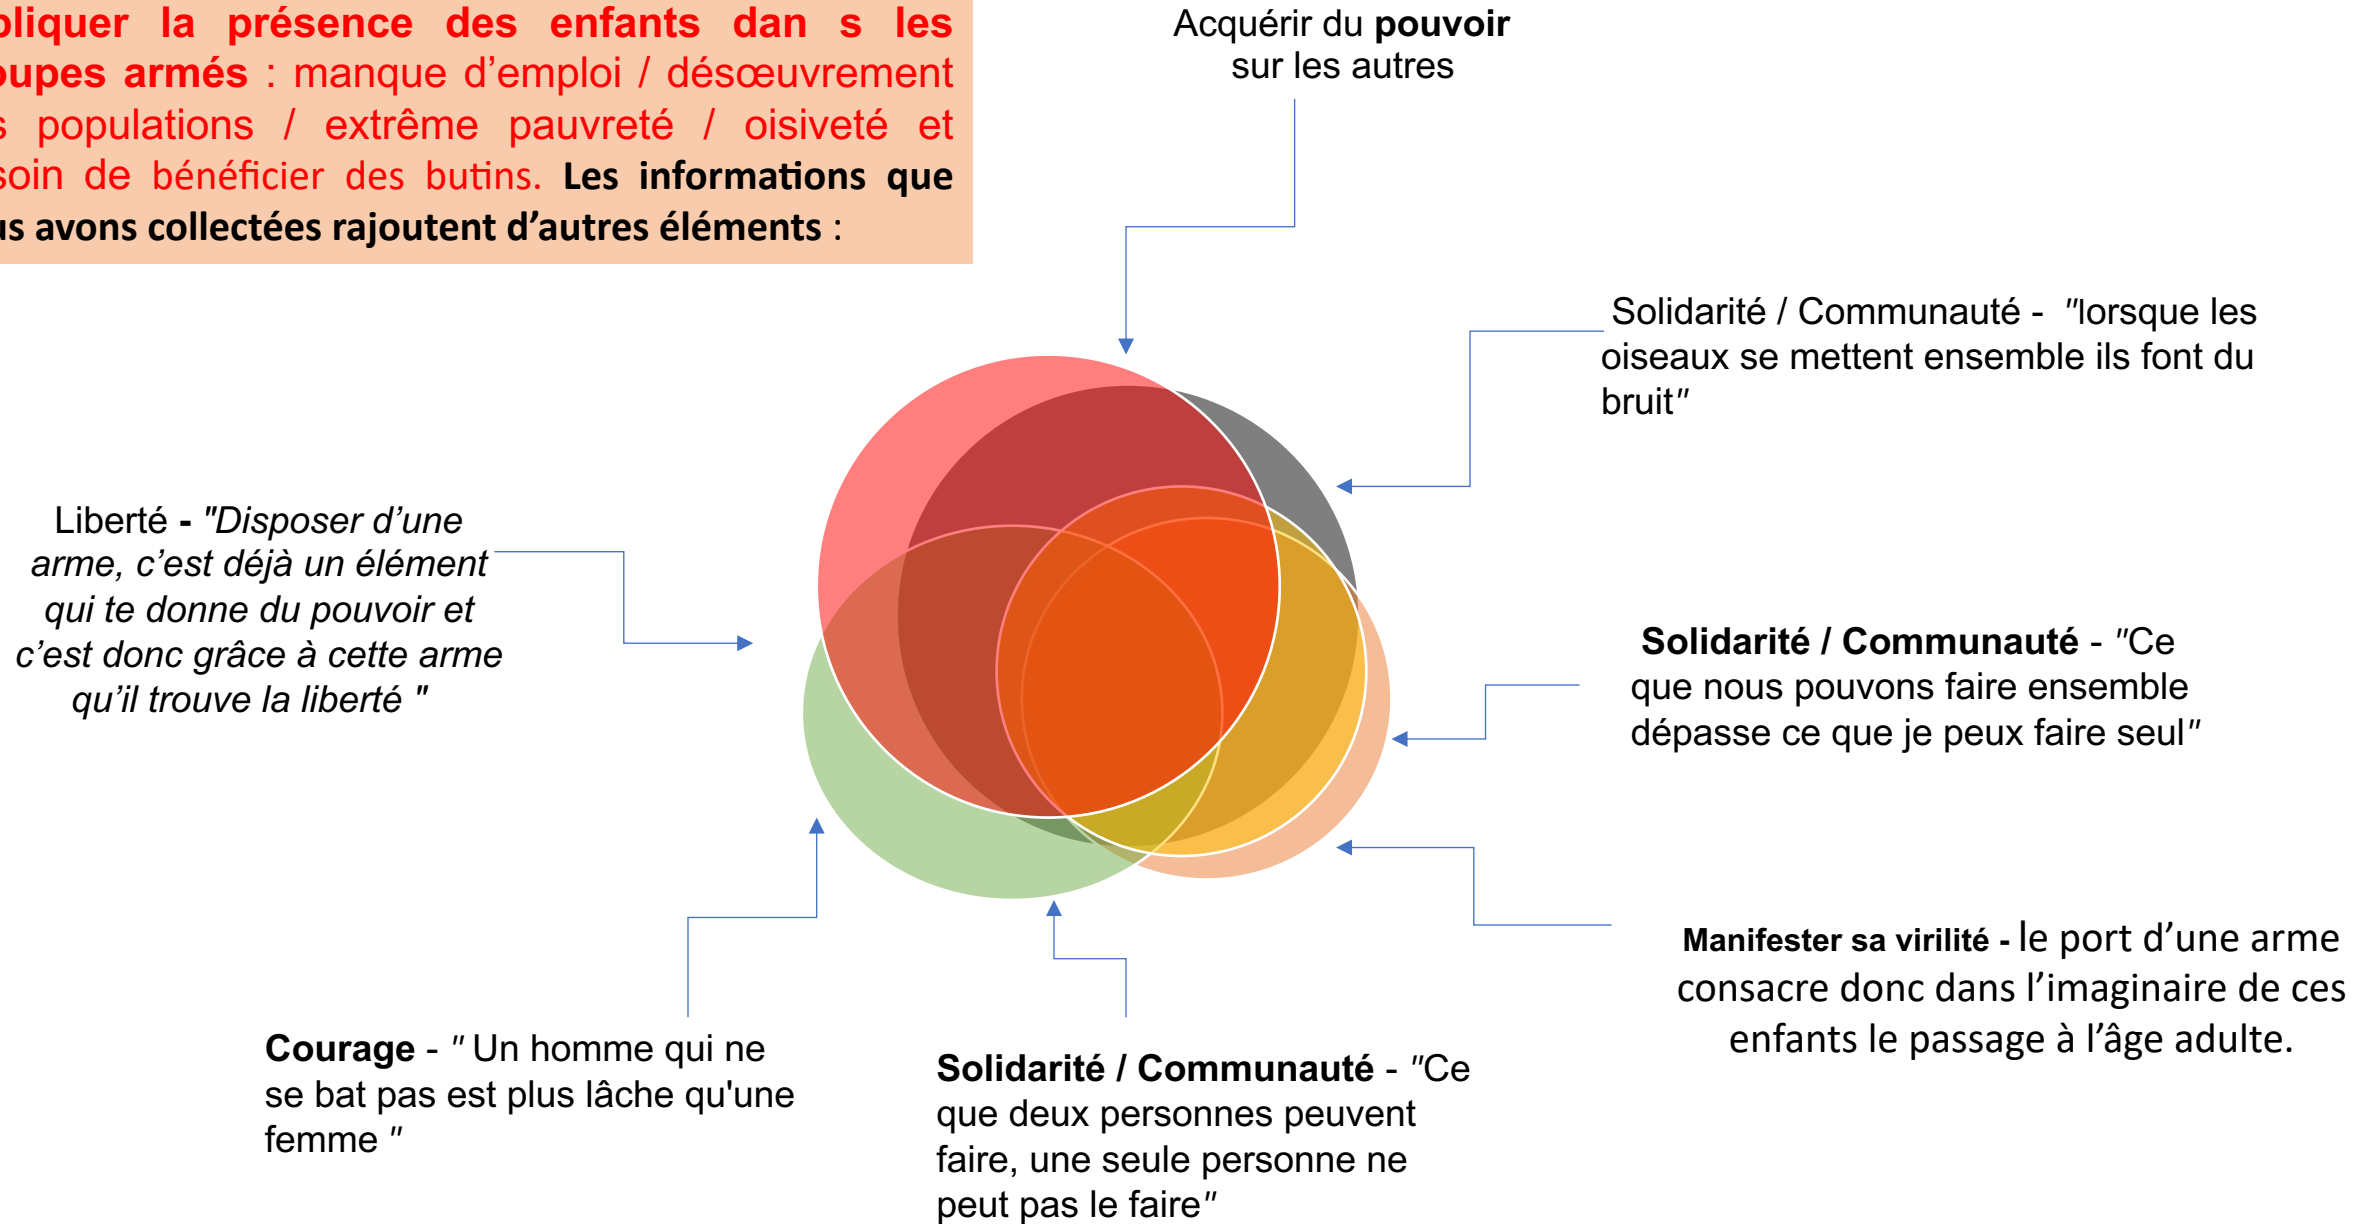 pliquer la présence des enfants dan s les
oupes armés : manque d’emploi / désœuvrement
s populations / extrême pauvreté / oisiveté et
soin de bénéficier des butins. Les informations que
us avons collectées rajoutent d’autres éléments :
Acquérir du pouvoir
sur les autres
Solidarité / Communauté - "lorsque les
oiseaux se mettent ensemble ils font du
bruit"
Liberté - "Disposer d’une
arme, c’est déjà un élément
qui te donne du pouvoir et
c’est donc grâce à cette arme
qu’il trouve la liberté "
Solidarité / Communauté - "Ce
que nous pouvons faire ensemble
dépasse ce que je peux faire seul"
Manifester sa virilité - le port d’une arme
consacre donc dans l’imaginaire de ces
enfants le passage à l’âge adulte.
Courage - " Un homme qui ne
se bat pas est plus lâche qu'une
femme "
Solidarité / Communauté - "Ce
que deux personnes peuvent
faire, une seule personne ne
peut pas le faire"